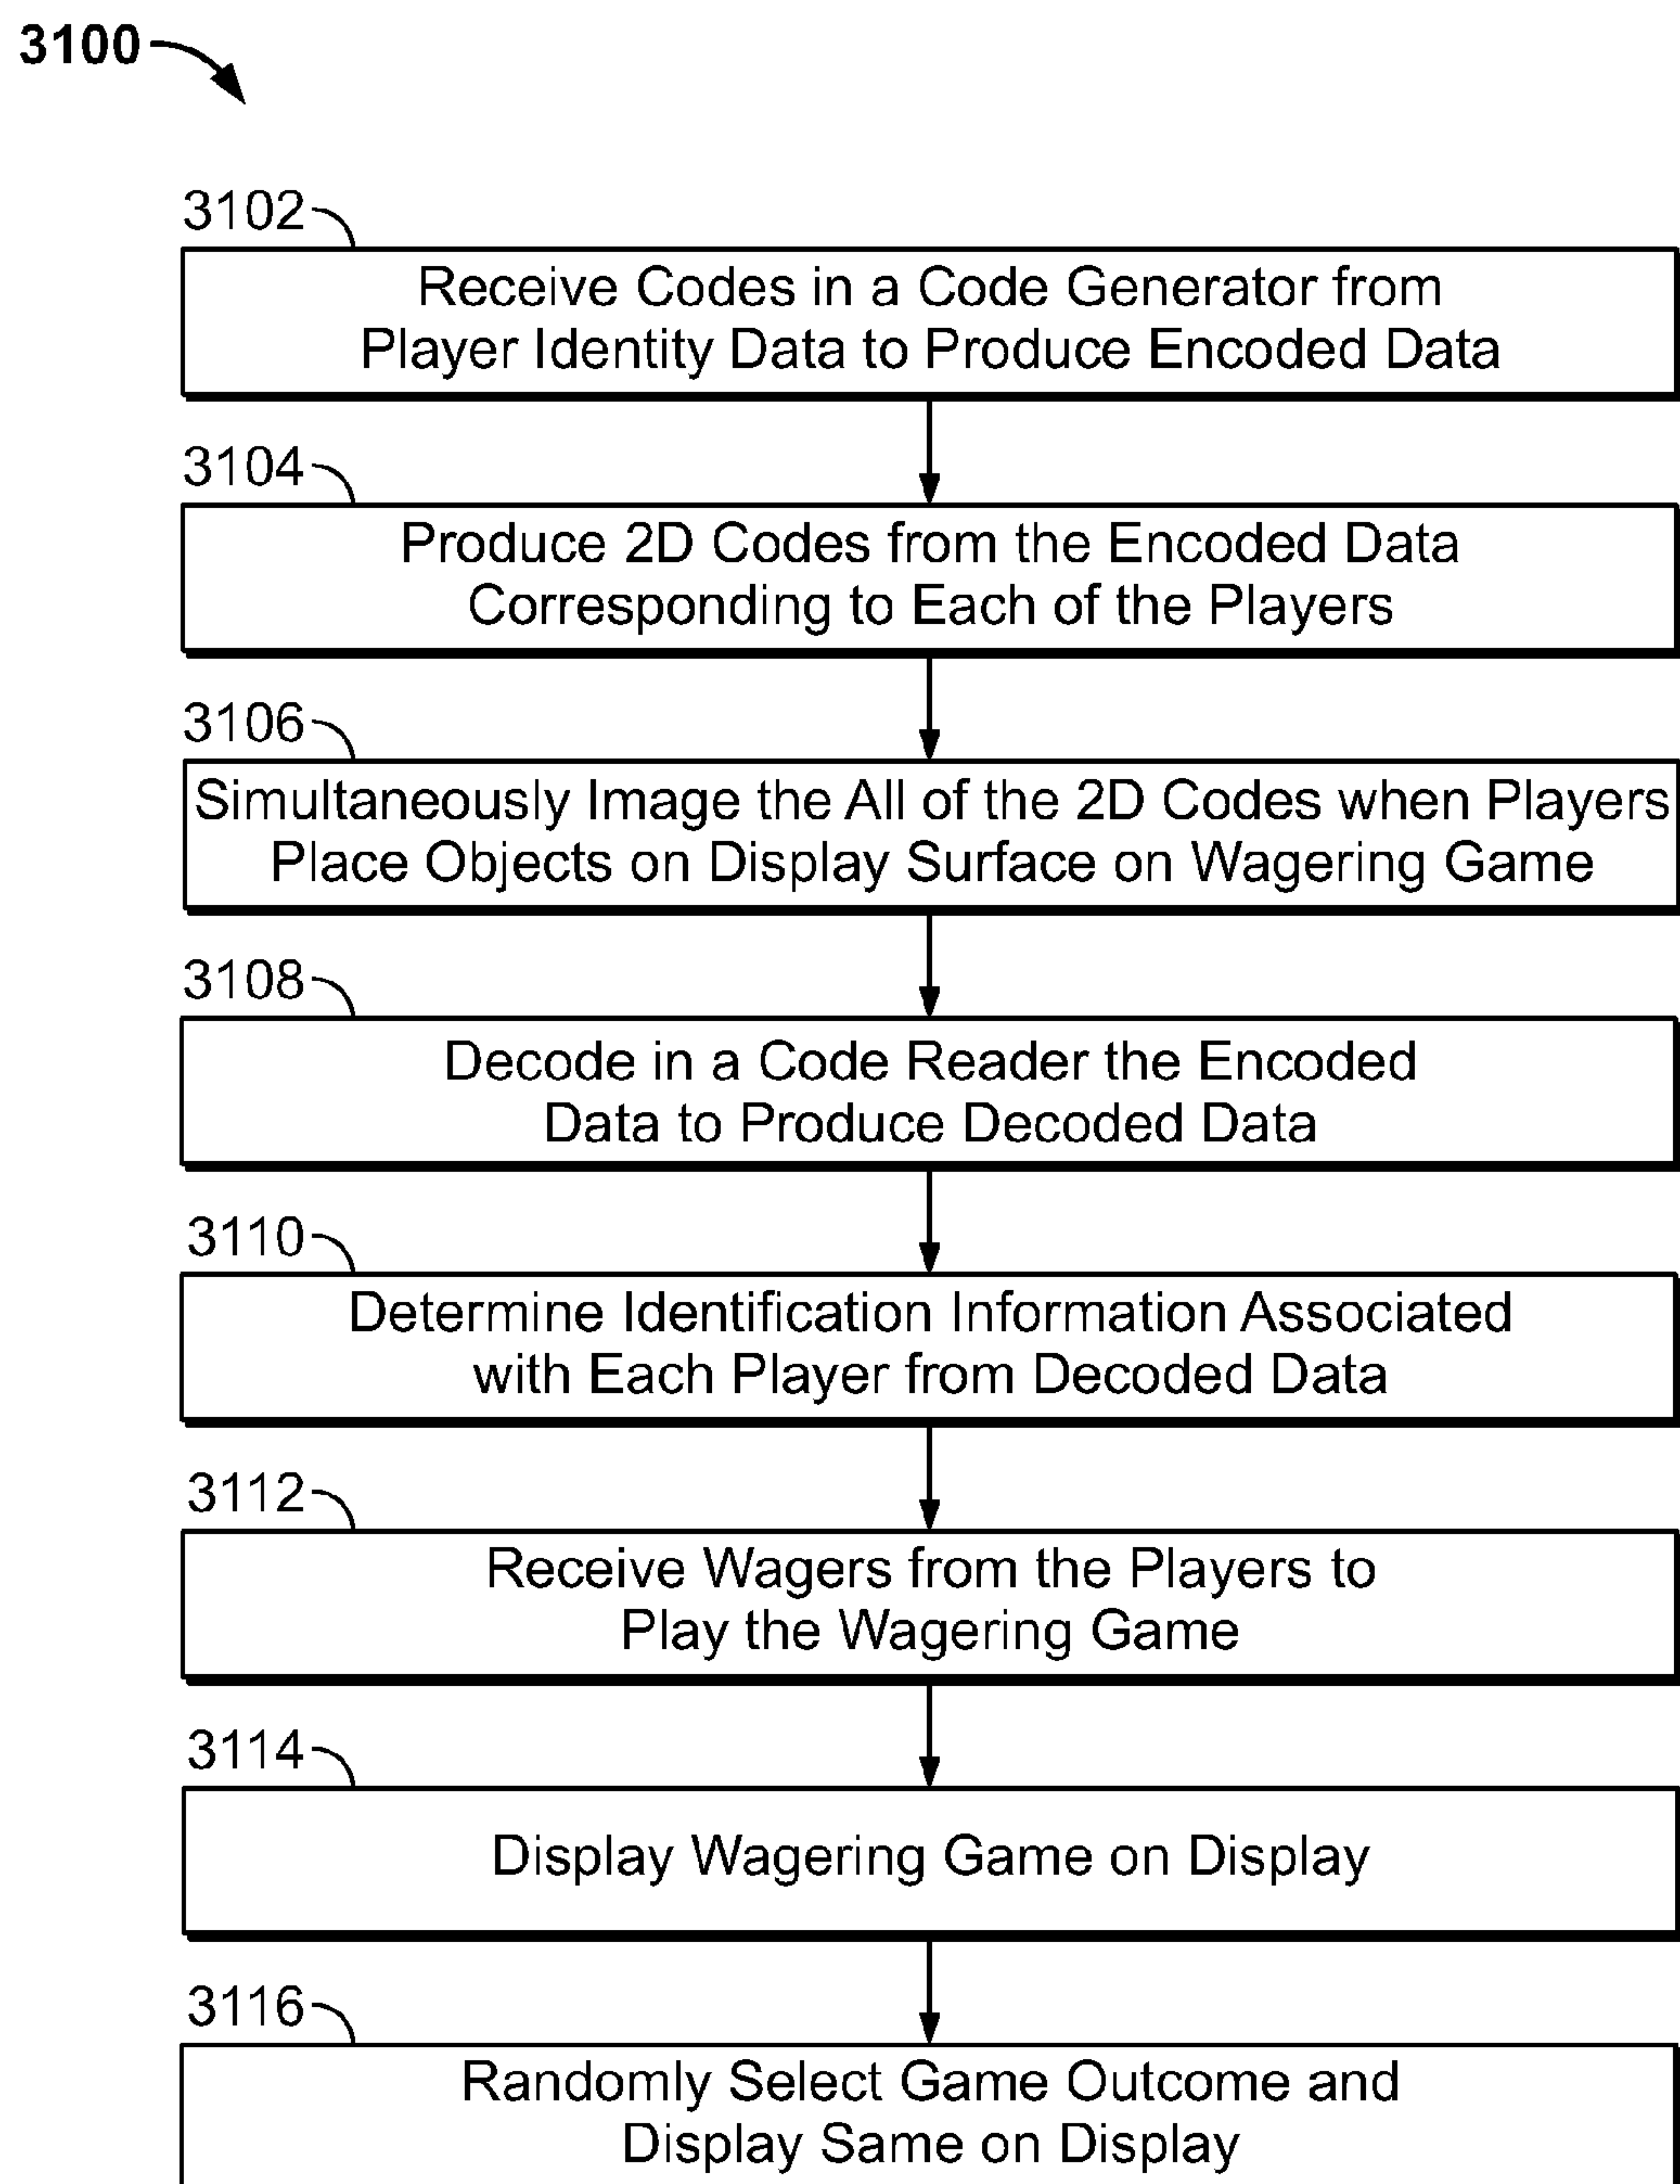 3100
3102
Receive Codes in a Code Generator from
Player Identity Data to Produce Encoded Data
3104
Produce 2D Codes from the Encoded Data
Corresponding to Each of the Players
3106
Simultaneously Image the All of the 2D Codes when Players
Place Objects on Display Surface on Wagering Game
3108
Decode in a Code Reader the Encoded
Data to Produce Decoded Data
3110
Determine Identification Information Associated
with Each Player from Decoded Data
3112
Receive Wagers from the Players to
Play the Wagering Game
3114
Display Wagering Game on Display
3116
Randomly Select Game Outcome and
Display Same on Display